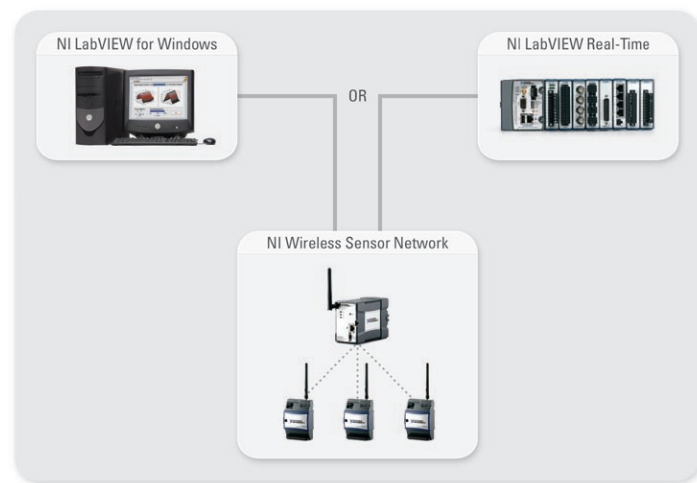 NI LabVIEW for Windows
NI LabVIEW Real-Time
OR
NI Wireless Sensor Network